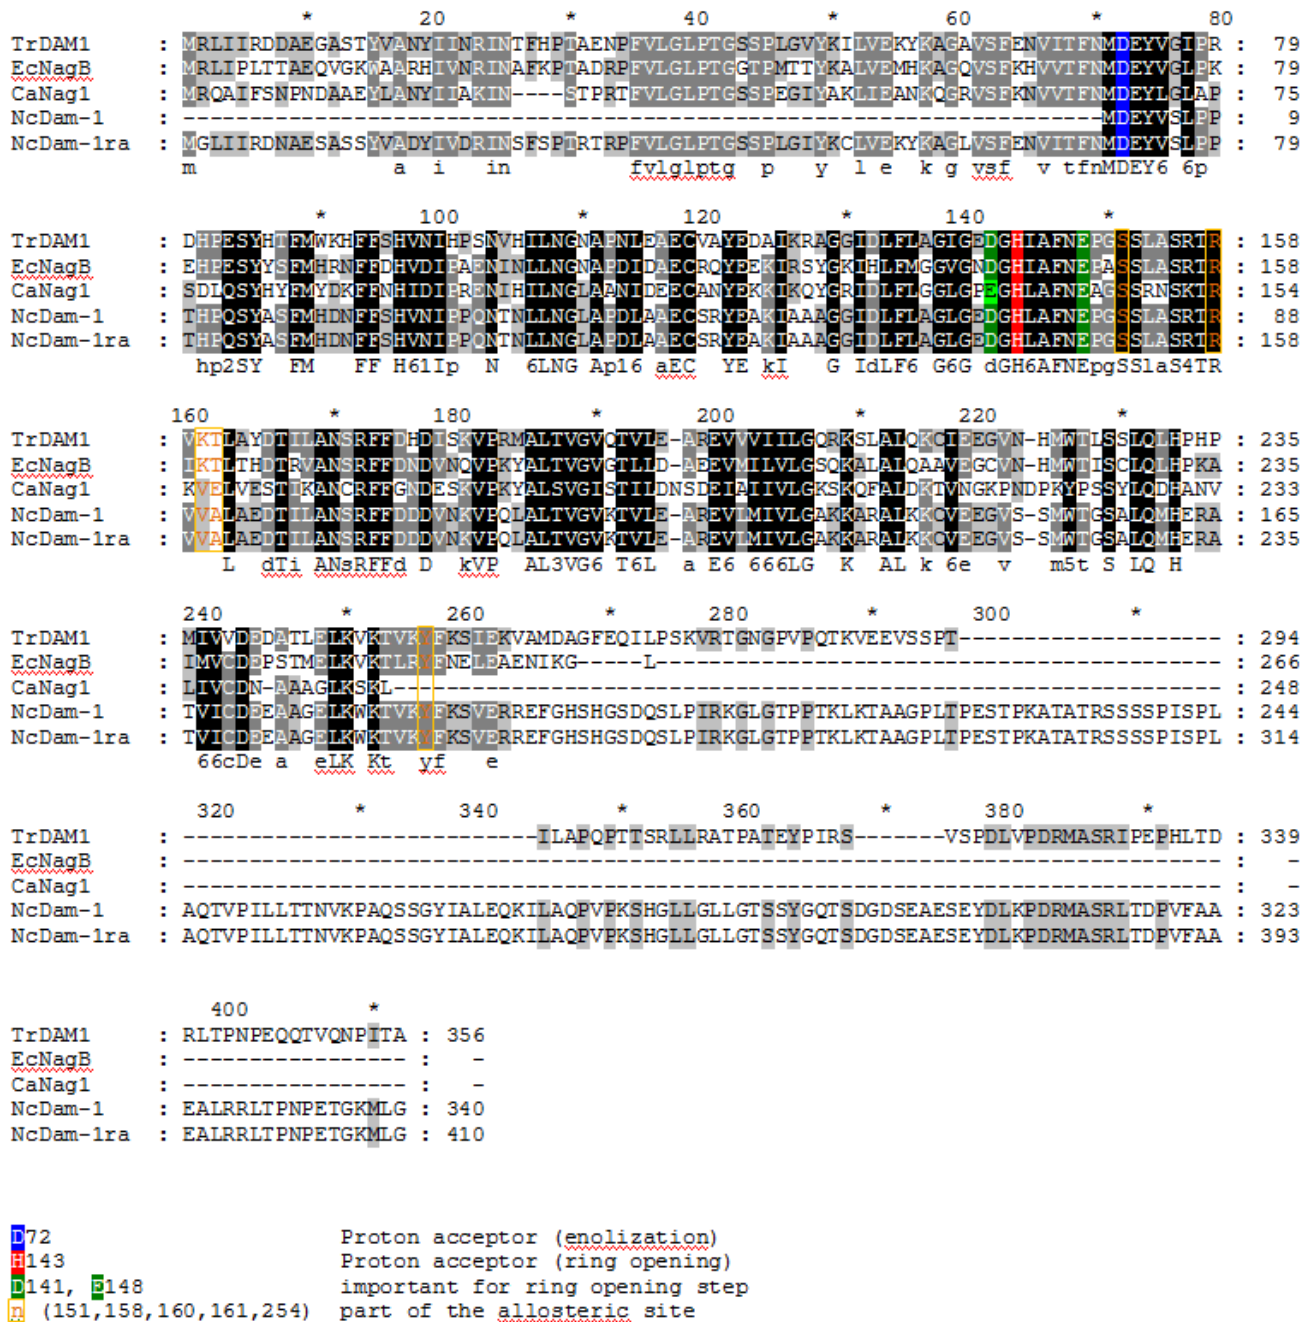 * 20 * 40 * 60 * 80
TrDAM1 : MRLIIRDDAEGASTYVANYIINRINTFHPTAENPFVLGLPTGSSPLGVYKILVEKYKAGAVSFENVITFNMDEYVGIPR : 79
EcNagB : MRLIPLTTAEQVGKWAARHIVNRINAFKPTADRPFVLGLPTGGTPMTTYKALVEMHKAGQVSFKHVVTFNMDEYVGLPK : 79
CaNag1 : MRQAIFSNPNDAAEYLANYIIAKIN----STPRTFVLGLPTGSSPEGIYAKLIEANKQGRVSFKNVVTFNMDEYLGLAP : 75
NcDam-1 : ----------------------------------------------------------------------MDEYVSLPP : 9
NcDam-1ra : MGLIIRDNAESASSYVADYIVDRINSFSPTRTRPFVLGLPTGSSPLGIYKCLVEKYKAGLVSFENVITFNMDEYVSLPP : 79
m a i in fvlglptg p y l e k g vsf v tfnMDEY6 6p
* 100 * 120 * 140 *
TrDAM1 : DHPESYHTFMWKHFFSHVNIHPSNVHILNGNAPNLEAECVAYEDAIKRAGGIDLFLAGIGEDGHIAFNEPGSSLASRTR : 158
EcNagB : EHPESYYSFMHRNFFDHVDIPAENINLLNGNAPDIDAECRQYEEKIRSYGKIHLFMGGVGNDGHIAFNEPASSLASRTR : 158
CaNag1 : SDLQSYHYFMYDKFFNHIDIPRENIHILNGLAANIDEECANYEKKIKQYGRIDLFLGGLGPEGHLAFNEAGSSRNSKTR : 154
NcDam-1 : THPQSYASFMHDNFFSHVNIPPQNTNLLNGLAPDLAAECSRYEAKIAAAGGIDLFLAGLGEDGHLAFNEPGSSLASRTR : 88
NcDam-1ra : THPQSYASFMHDNFFSHVNIPPQNTNLLNGLAPDLAAECSRYEAKIAAAGGIDLFLAGLGEDGHLAFNEPGSSLASRTR : 158
hp2SY FM FF H61Ip N 6LNG Ap16 aEC YE kI G IdLF6 G6G dGH6AFNEpgSSlaS4TR
160 * 180 * 200 * 220 *
TrDAM1 : VKTLAYDTILANSRFFDHDISKVPRMALTVGVQTVLE-AREVVVIILGQRKSLALQKCIEEGVN-HMWTLSSLQLHPHP : 235
EcNagB : IKTLTHDTRVANSRFFDNDVNQVPKYALTVGVGTLLD-AEEVMILVLGSQKALALQAAVEGCVN-HMWTISCLQLHPKA : 235
CaNag1 : KVELVESTIKANCRFFGNDESKVPKYALSVGISTILDNSDEIAIIVLGKSKQFALDKTVNGKPNDPKYPSSYLQDHANV : 233
NcDam-1 : VVALAEDTILANSRFFDDDVNKVPQLALTVGVKTVLE-AREVLMIVLGAKKARALKKCVEEGVS-SMWTGSALQMHERA : 165
NcDam-1ra : VVALAEDTILANSRFFDDDVNKVPQLALTVGVKTVLE-AREVLMIVLGAKKARALKKCVEEGVS-SMWTGSALQMHERA : 235
L dTi ANsRFFd D kVP AL3VG6 T6L a E6 666LG K AL k 6e v m5t S LQ H
240 * 260 * 280 * 300 *
TrDAM1 : MIVVDEDATLELKVKTVKYFKSIEKVAMDAGFEQILPSKVRTGNGPVPQTKVEEVSSPT-------------------- : 294
EcNagB : IMVCDEPSTMELKVKTLRYFNELEAENIKG-----L------------------------------------------- : 266
CaNag1 : LIVCDN-AAAGLKSKL--------------------------------------------------------------- : 248
NcDam-1 : TVICDEEAAGELKWKTVKYFKSVERREFGHSHGSDQSLPIRKGLGTPPTKLKTAAGPLTPESTPKATATRSSSSPISPL : 244
NcDam-1ra : TVICDEEAAGELKWKTVKYFKSVERREFGHSHGSDQSLPIRKGLGTPPTKLKTAAGPLTPESTPKATATRSSSSPISPL : 314
66cDe a eLK Kt yf e
320 * 340 * 360 * 380 *
TrDAM1 : ---------------------------ILAPQPTTSRLLRATPATEYPIRS-------VSPDLVPDRMASRIPEPHLTD : 339
EcNagB : ------------------------------------------------------------------------------- : -
CaNag1 : ------------------------------------------------------------------------------- : -
NcDam-1 : AQTVPILLTTNVKPAQSSGYIALEQKILAQPVPKSHGLLGLLGTSSYGQTSDGDSEAESEYDLKPDRMASRLTDPVFAA : 323
NcDam-1ra : AQTVPILLTTNVKPAQSSGYIALEQKILAQPVPKSHGLLGLLGTSSYGQTSDGDSEAESEYDLKPDRMASRLTDPVFAA : 393
400 *
TrDAM1 : RLTPNPEQQTVQNPITA : 356
EcNagB : ----------------- : -
CaNag1 : ----------------- : -
NcDam-1 : EALRRLTPNPETGKMLG : 340
NcDam-1ra : EALRRLTPNPETGKMLG : 410
D72 Proton acceptor (enolization)
H143 Proton acceptor (ring opening)
D141, E148 important for ring opening step
n (151,158,160,161,254) part of the allosteric site